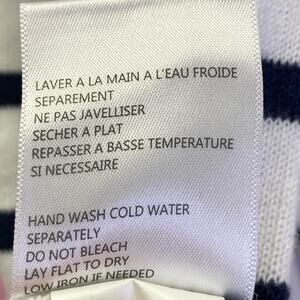 LAVER A LA MAIN A L'EAU FROIDE
SEPAREMENT
NE PAS JAVELLISER
SECHER A PLAT
REPASSER A BASSE TEMPERATURE
SI NECESSAIRE
HAND WASH COLD WATER
SEPARATELY
DO NOT BLEACH
LAY FLAT TO DRY
LOW IRON IF NEEDED